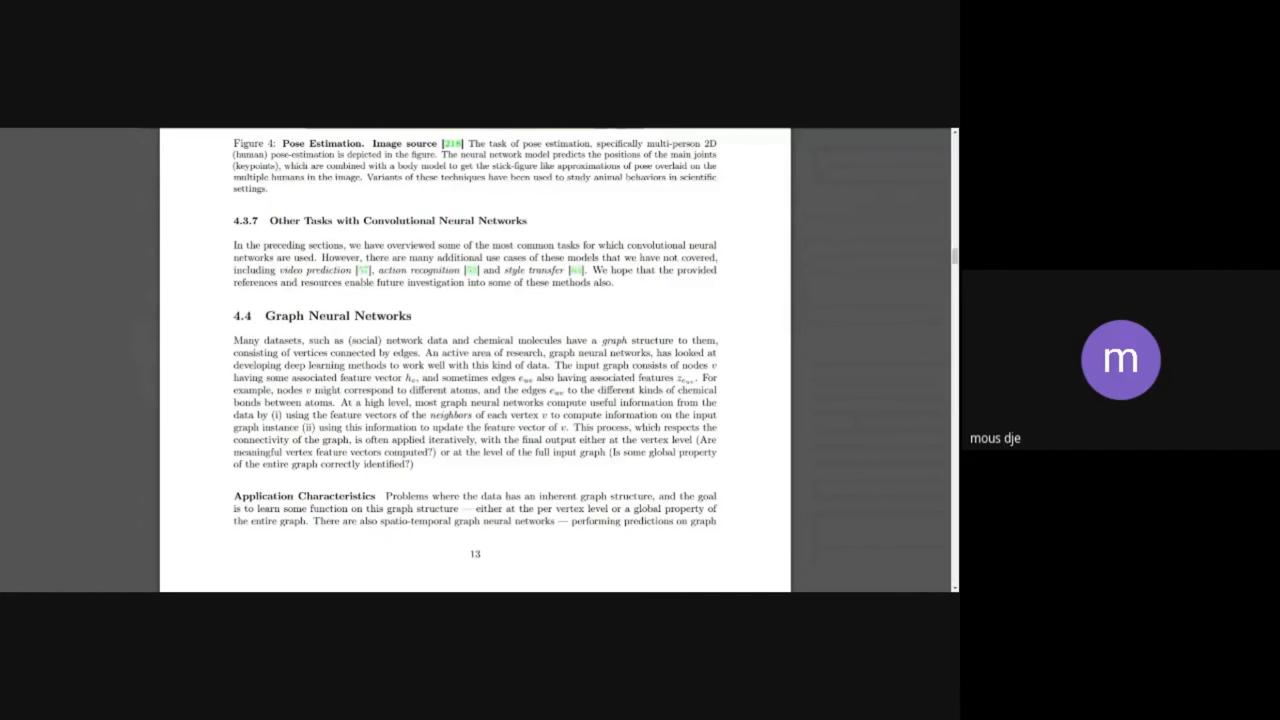 Figure 4: Pose Estimation. Image source [218] The task of pose estimation, specifically multi-person 2D
(human) pose-estimation is depicted in the figure. The neural network model predicts the positions of the main joints
(keypoints), which are combined with a body model to get the stick-figure like approximations of pose overlaid on the
multiple humans in the image. Variants of these techniques have been used to study animal behaviors in scientific
settings.
4.3.7 Other Tasks with Convolutional Neural Networks
In the preceding sections, we have overviewed some of the most common tasks for which convolutional neural
networks are used. However, there are many additional use cases of these models that we have not covered,
including video prediction [ ], action recognition [ ] and style transfer [ ]. We hope that the provided
references and resources enable future investigation into some of these methods also.
4.4 Graph Neural Networks
Many datasets, such as (social) network data and chemical molecules have a graph structure to them,
consisting of vertices connected by edges. An active area of research, graph neural networks, has looked at
developing deep learning methods to work well with this kind of data. The input graph consists of nodes v
having some associated feature vector hᵥ, and sometimes edges eᵤᵥ also having associated features z_eᵤᵥ. For
example, nodes v might correspond to different atoms, and the edges eᵤᵥ to the different kinds of chemical
bonds between atoms. At a high level, most graph neural networks compute useful information from the
data by (i) using the feature vectors of the neighbors of each vertex v to compute information on the input
graph instance (ii) using this information to update the feature vector of v. This process, which respects the
connectivity of the graph, is often applied iteratively, with the final output either at the vertex level (Are
meaningful vertex feature vectors computed?) or at the level of the full input graph (Is some global property
of the entire graph correctly identified?)
Application Characteristics Problems where the data has an inherent graph structure, and the goal
is to learn some function on this graph structure — either at the per vertex level or a global property of
the entire graph. There are also spatio-temporal graph neural networks — performing predictions on graph
13
m
mous dje